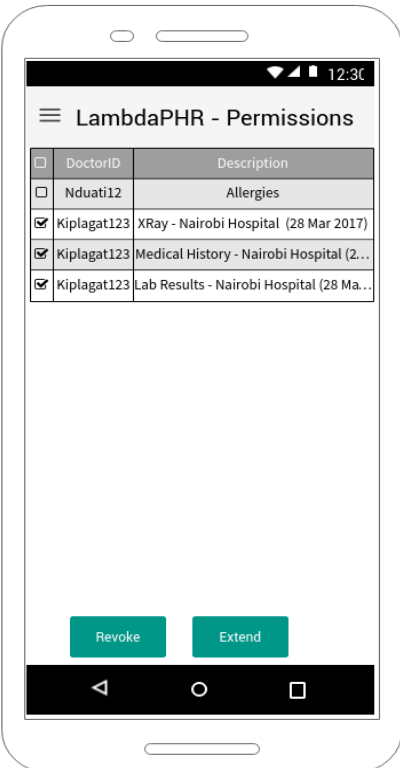 12:30
LambdaPHR - Permissions
DoctorID Description
Nduati12 Allergies
Kiplagat123 XRay - Nairobi Hospital (28 Mar 2017)
Kiplagat123 Medical History - Nairobi Hospital (2...
Kiplagat123 Lab Results - Nairobi Hospital (28 Ma...
Revoke Extend